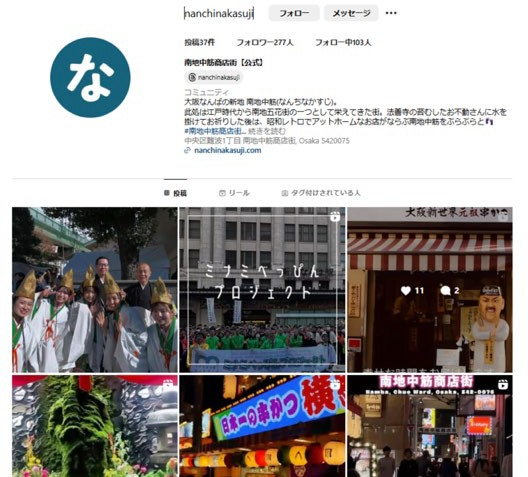 nanchinakasuji
フォロー
メッセージ
投稿37件 フォロワー277人 フォロー中103人
な
南地中筋商店街【公式】
nanchinakasuji
コミュニティ
大阪なんばの新地 南地中筋(なんちなかすじ)。
此処は江戸時代から南地五花街の一つとして栄えてきた街。法善寺の苔むしたお不動さんに水を
掛けてお祈りした後は、昭和レトロでアットホームなお店がならぶ南地中筋をぶらぶらと
#南地中筋商店街... 続きを読む
中央区難波1丁目 南地中筋商店街, Osaka 5420075
nanchinakasuji.com
投稿 リール タグ付けされている人
ミナミべっぴん
プロジェクト
大阪新世界元祖串かつ
11 2
日本一の串かつ 横
南地中筋商店街
Namba, Chuo Ward, Osaka, 542-0076